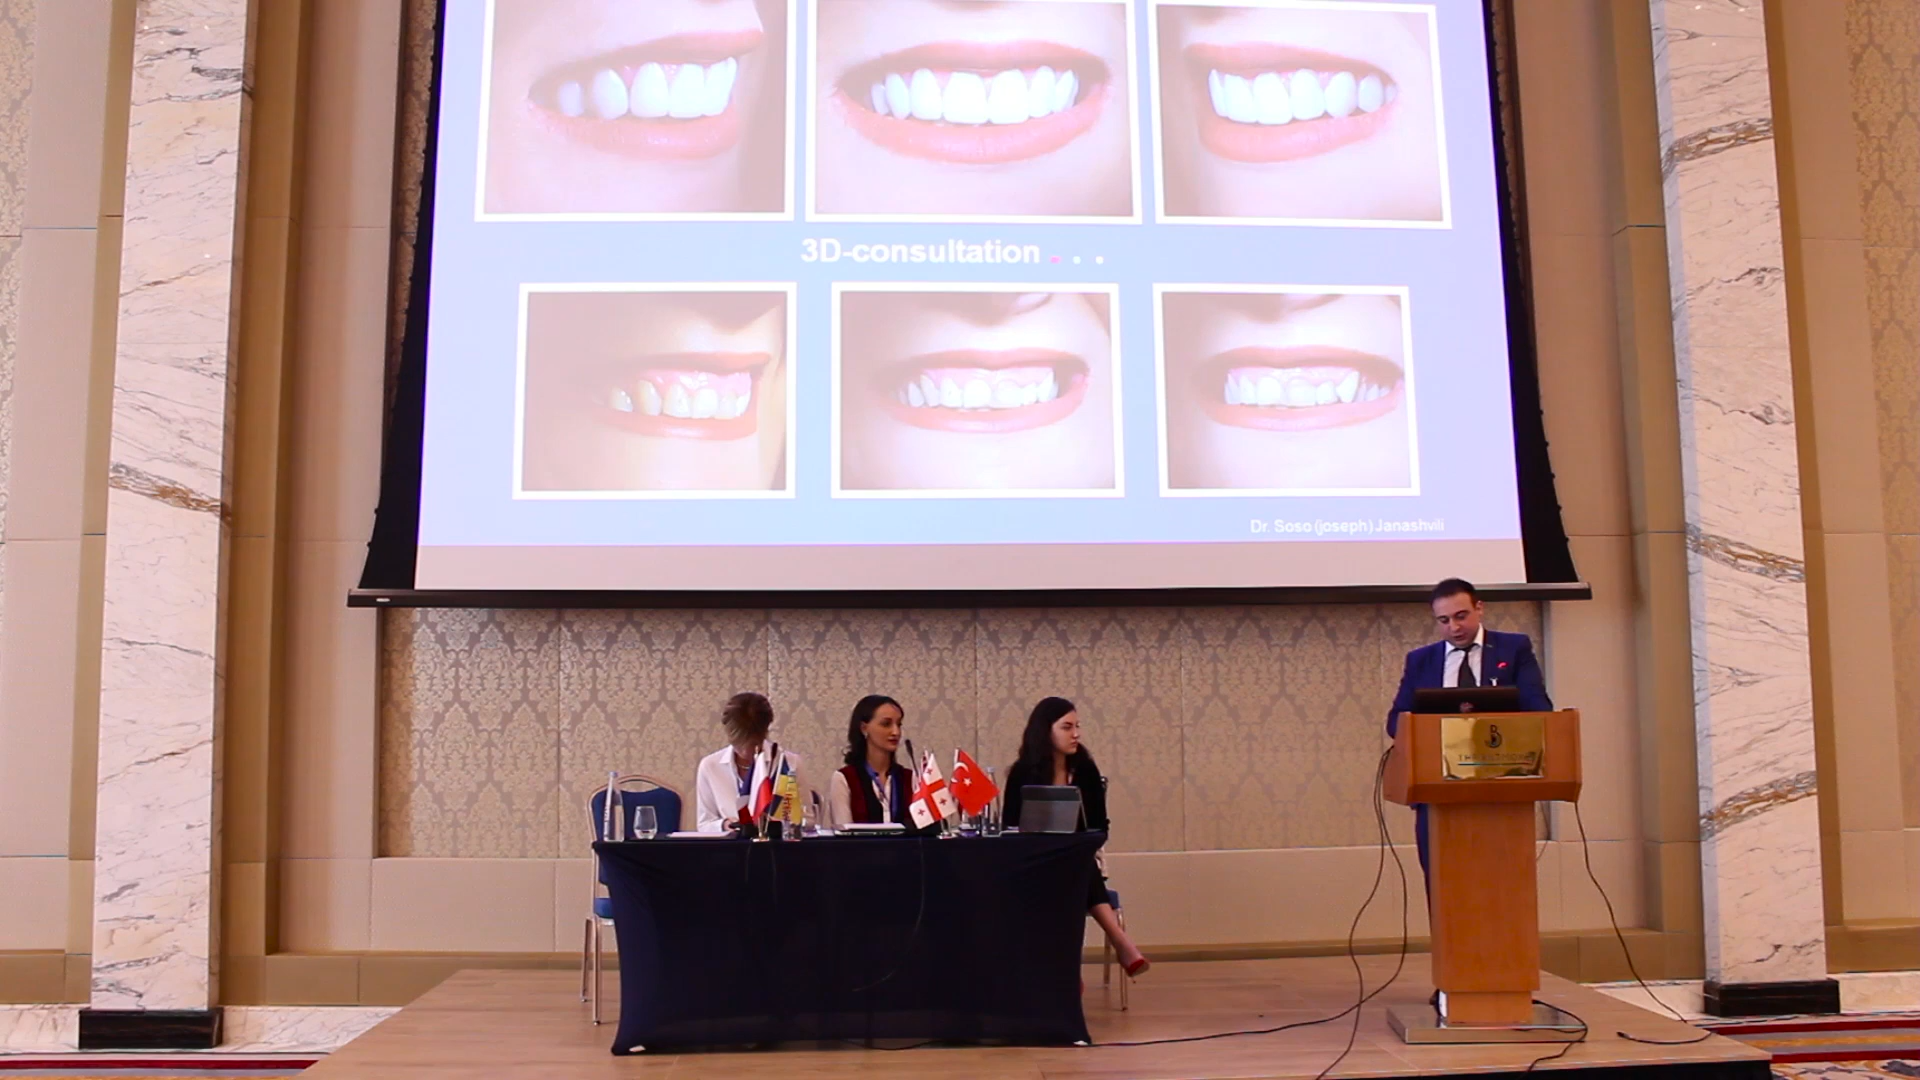 3D-consultation . . .
Dr. Soso (joseph) Janashvili